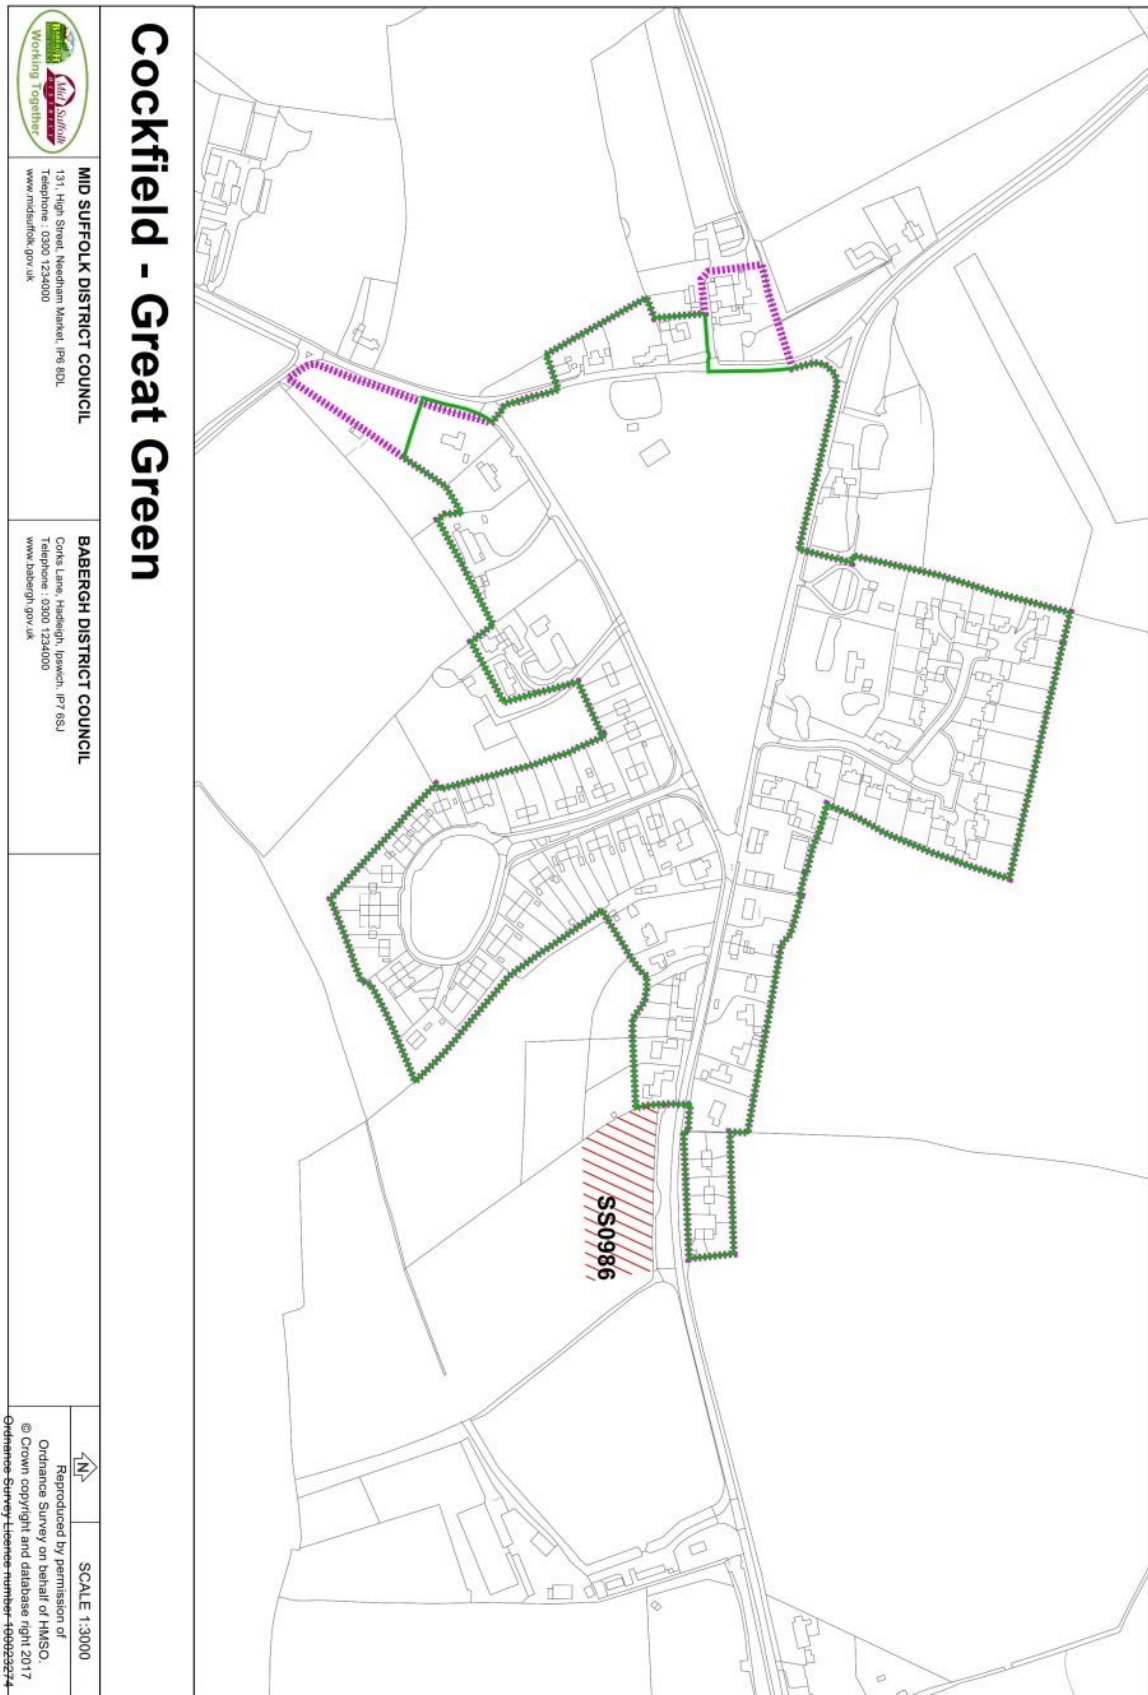 Cockfield - Great Green
SS0986
BABERGH
Mid Suffolk
DISTRICT
Working Together
MID SUFFOLK DISTRICT COUNCIL
131, High Street, Needham Market, IP6 8DL
Telephone : 0300 1234000
www.midsuffolk.gov.uk
BABERGH DISTRICT COUNCIL
Corks Lane, Hadleigh, Ipswich. IP7 6SJ
Telephone : 0300 1234000
www.babergh.gov.uk
N
SCALE 1:3000
Reproduced by permission of
Ordnance Survey on behalf of HMSO.
© Crown copyright and database right 2017
Ordnance Survey Licence number 100023274